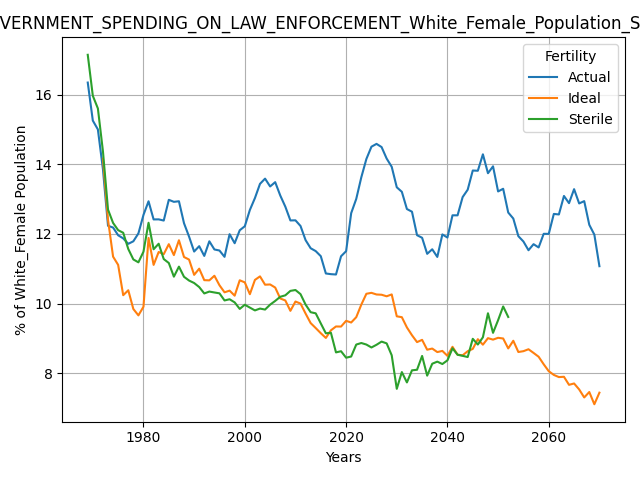 VERNMENT_SPENDING_ON_LAW_ENFORCEMENT_White_Female_Population_S
Fertility
Actual
Ideal
Sterile
% of White_Female Population
16
14
12
10
8
1980 2000 2020 2040 2060
Years